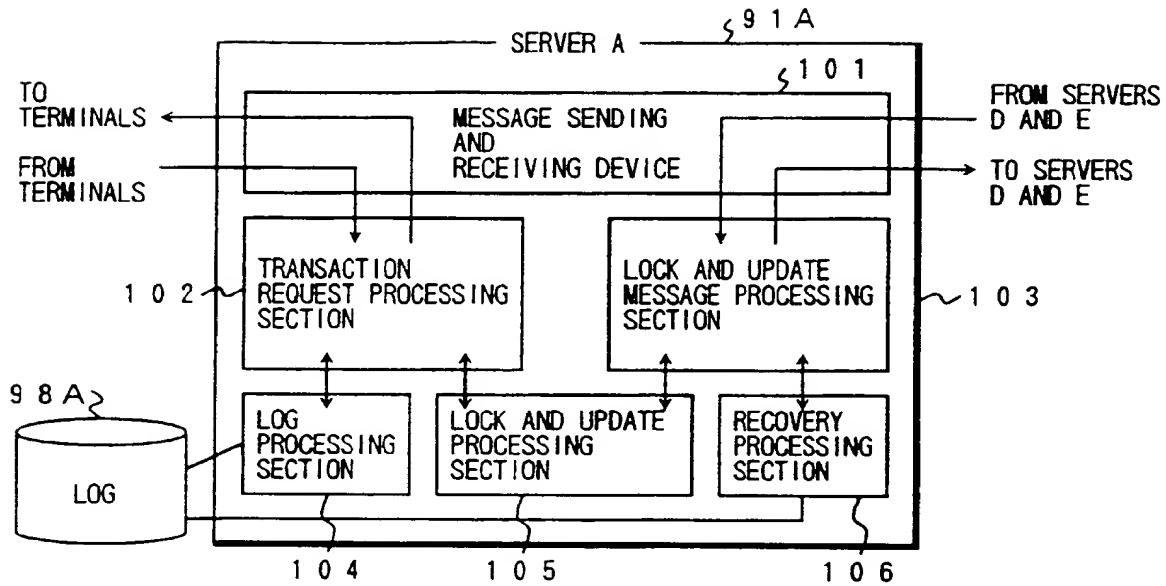 91A
SERVER A
101
TO
TERMINALS
FROM
TERMINALS
MESSAGE SENDING
AND
RECEIVING DEVICE
FROM SERVERS
D AND E
TO SERVERS
D AND E
102
TRANSACTION
REQUEST PROCESSING
SECTION
LOCK AND UPDATE
MESSAGE PROCESSING
SECTION
103
98A
LOG
LOG
PROCESSING
SECTION
LOCK AND UPDATE
PROCESSING
SECTION
RECOVERY
PROCESSING
SECTION
104
105
106